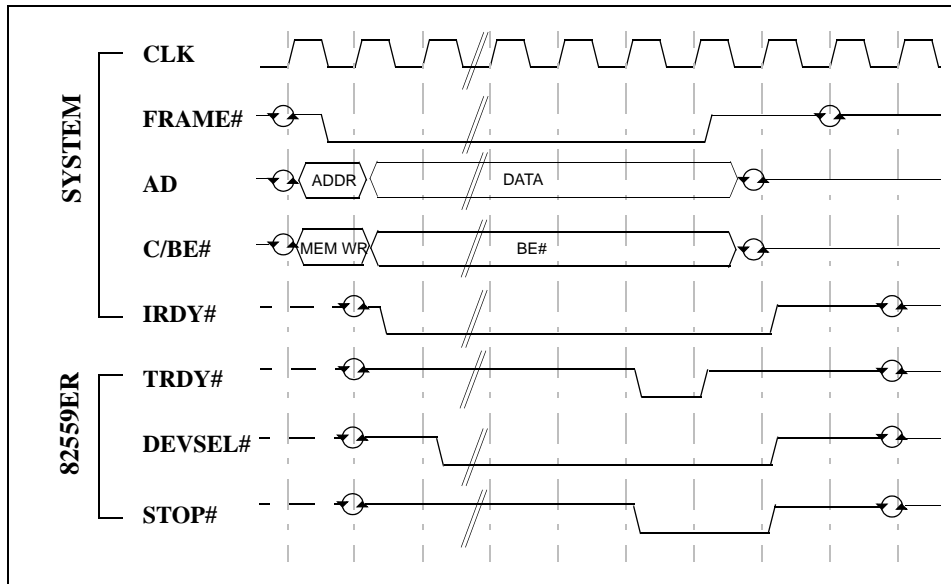 CLK
FRAME#
AD
ADDR
DATA
C/BE#
MEM WR
BE#
IRDY#
SYSTEM
TRDY#
DEVSEL#
STOP#
82559ER